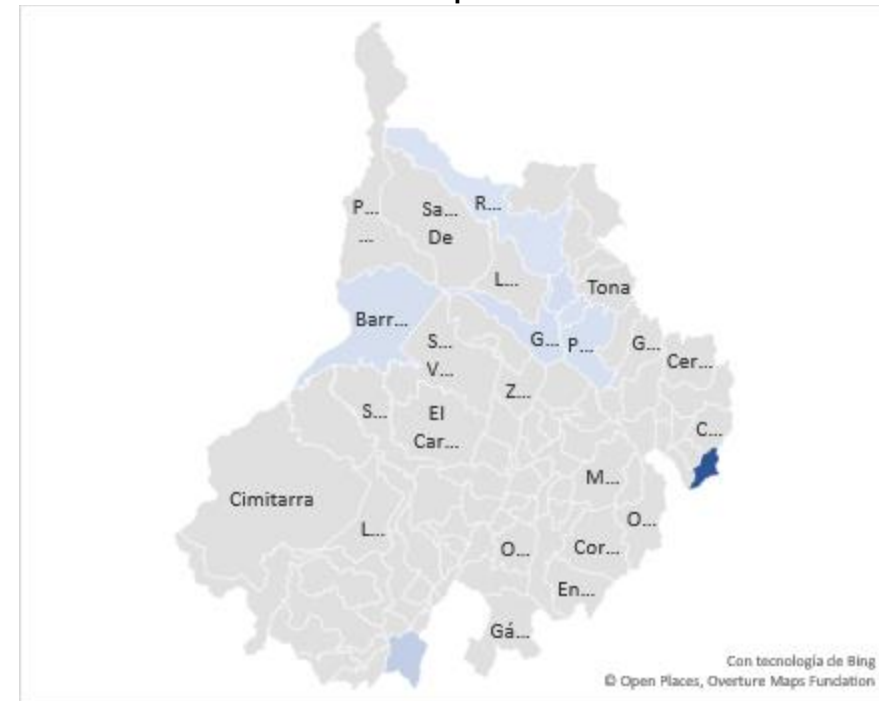 P...
...
Sa...
De
R...
L...
Tona
Barr...
S...
V...
G...
P...
G...
Cer...
Z...
S...
El
Car...
C...
Cimitarra
M...
L...
O...
O...
Cor...
En...
Gá...
Con tecnología de Bing
© Open Places, Overture Maps Fundation